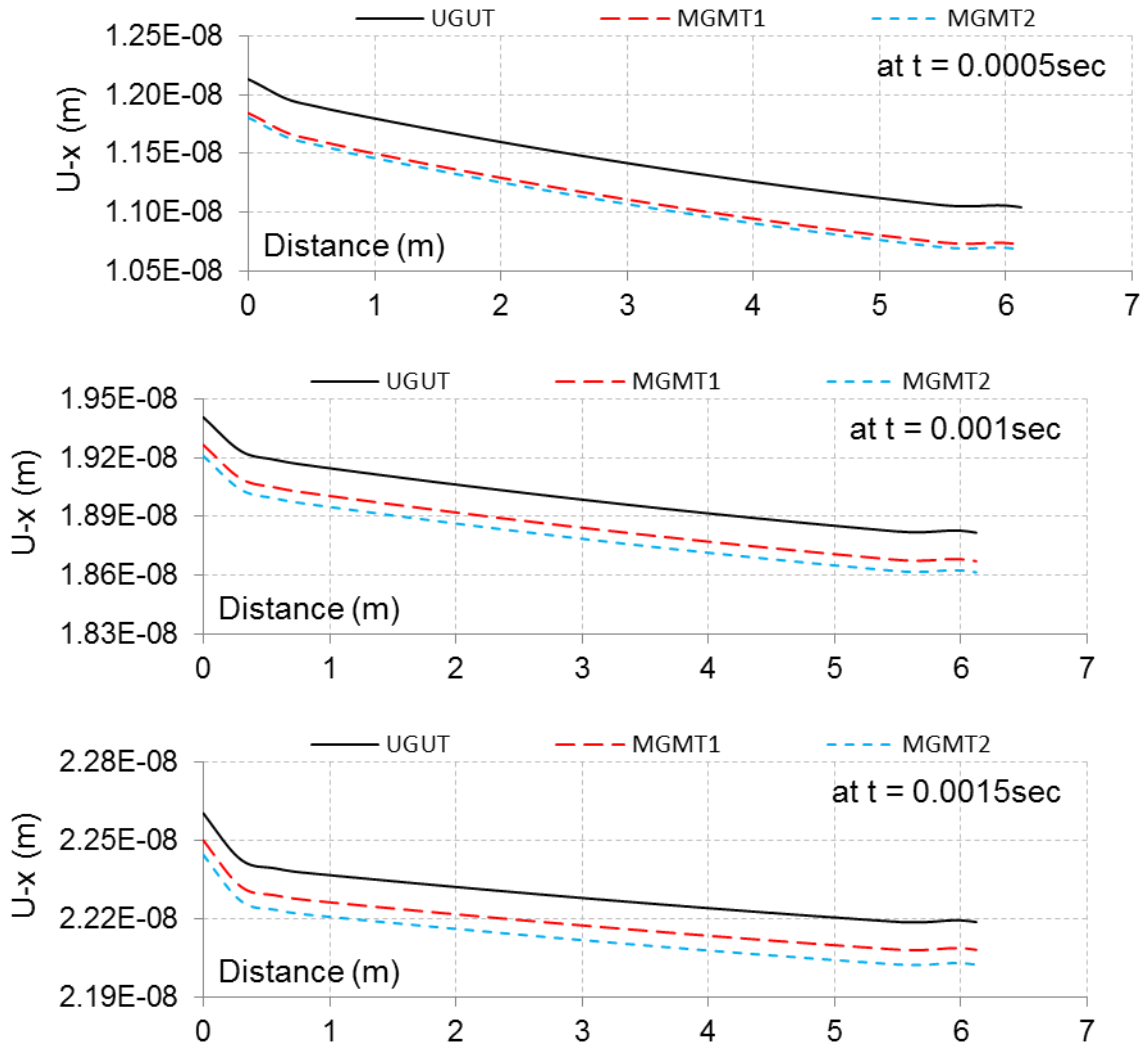 UGUT MGMT1 MGMT2
1.25E-08
at t = 0.0005sec
1.20E-08
1.15E-08
U-x (m)
1.10E-08
Distance (m)
1.05E-08
0 1 2 3 4 5 6 7
UGUT MGMT1 MGMT2
1.95E-08
at t = 0.001sec
1.92E-08
1.89E-08
U-x (m)
1.86E-08
Distance (m)
1.83E-08
0 1 2 3 4 5 6 7
UGUT MGMT1 MGMT2
2.28E-08
at t = 0.0015sec
2.25E-08
U-x (m)
2.22E-08
Distance (m)
2.19E-08
0 1 2 3 4 5 6 7